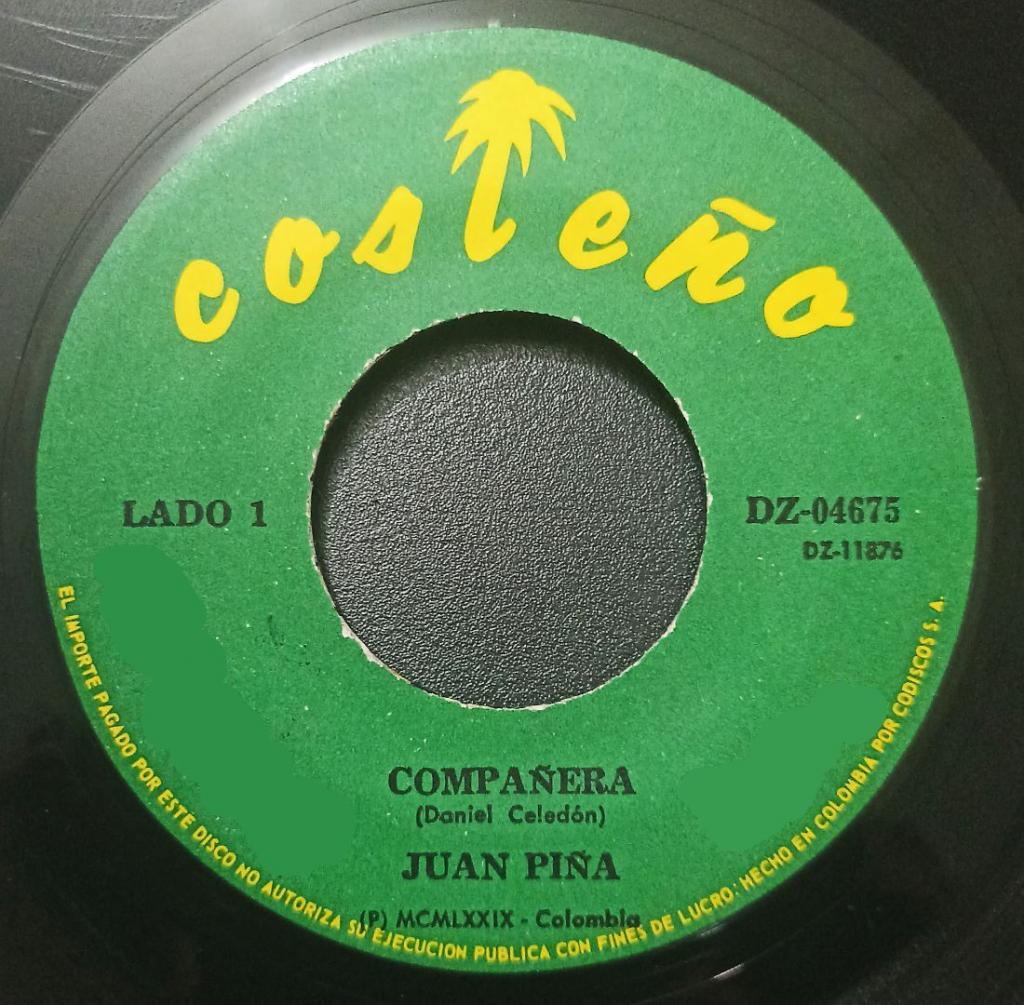 costeño
LADO 1
DZ-04675
DZ-11876
COMPAÑERA
(Daniel Celedón)
JUAN PIÑA
(P) MCMLXXIX - Colombia
EL IMPORTE PAGADO POR ESTE DISCO NO AUTORIZA SU EJECUCION PUBLICA CON FINES DE LUCRO: HECHO EN COLOMBIA POR CODISCOS S. A.